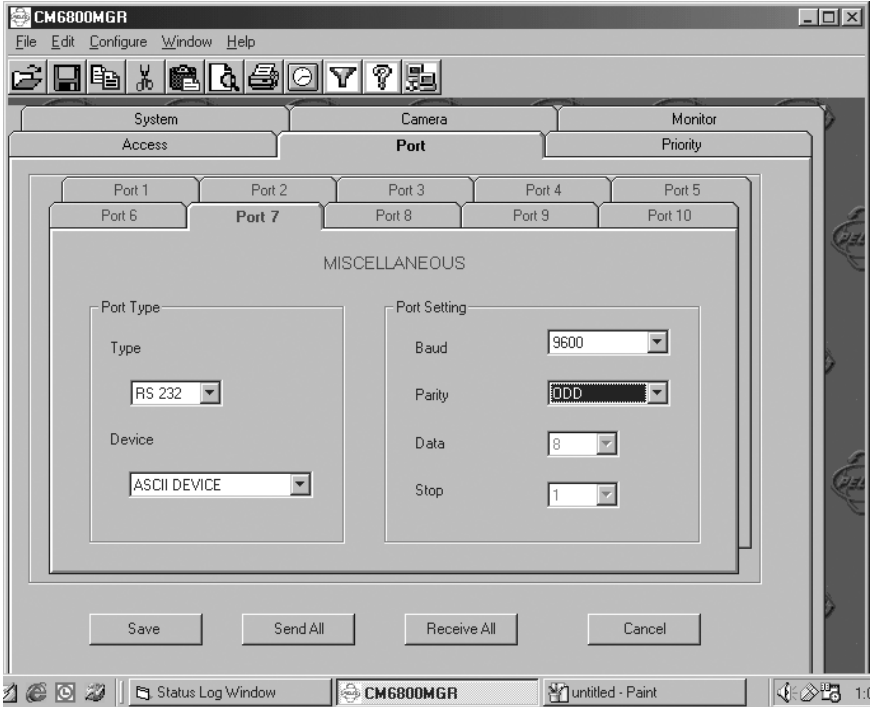 CM6800MGR
File Edit Configure Window Help
System Camera Monitor
Access Port Priority
Port 1 Port 2 Port 3 Port 4 Port 5
Port 6 Port 7 Port 8 Port 9 Port 10
MISCELLANEOUS
Port Type
Type
RS 232
Device
ASCII DEVICE
Port Setting
Baud 9600
Parity ODD
Data 8
Stop 1
Save Send All Receive All Cancel
Status Log Window CM6800MGR untitled - Paint